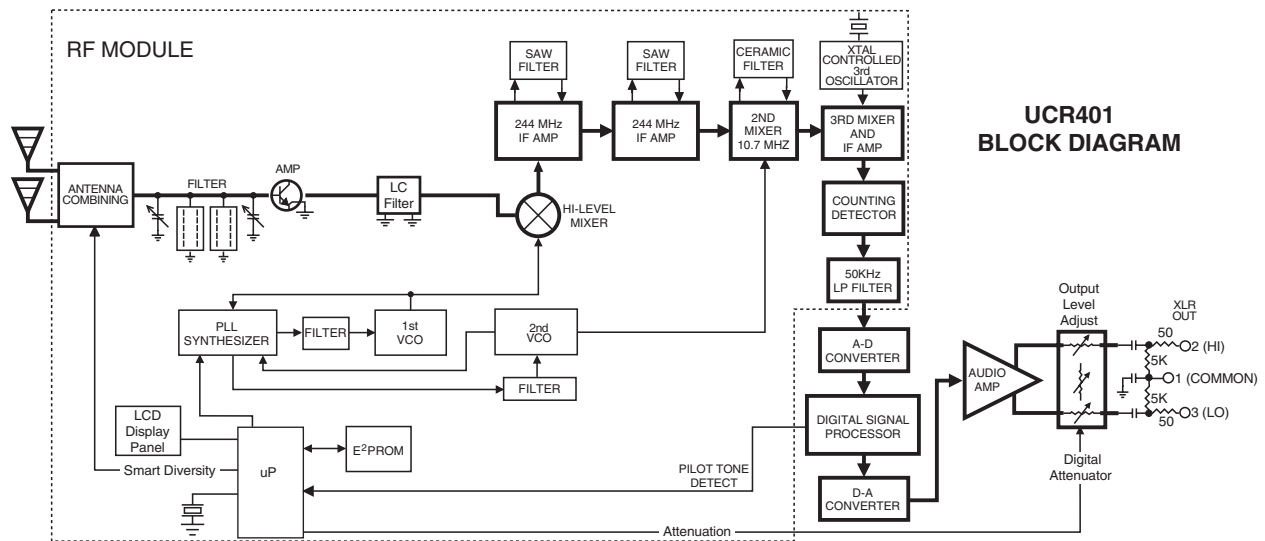 RF MODULE
SAW
FILTER
SAW
FILTER
CERAMIC
FILTER
XTAL
CONTROLLED
3rd
OSCILLATOR
UCR401
BLOCK DIAGRAM
244 MHz
IF AMP
244 MHz
IF AMP
2ND
MIXER
10.7 MHZ
3RD MIXER
AND
IF AMP
ANTENNA
COMBINING
FILTER
AMP
LC
Filter
HI-LEVEL
MIXER
COUNTING
DETECTOR
50KHz
LP FILTER
PLL
SYNTHESIZER
FILTER
1st
VCO
2nd
VCO
FILTER
A-D
CONVERTER
Output
Level
Adjust
XLR
OUT
50
2 (HI)
5K
1 (COMMON)
5K
3 (LO)
50
AUDIO
AMP
LCD
Display
Panel
uP
E2PROM
DIGITAL SIGNAL
PROCESSOR
Smart Diversity
PILOT TONE
DETECT
D-A
CONVERTER
Digital
Attenuator
Attenuation